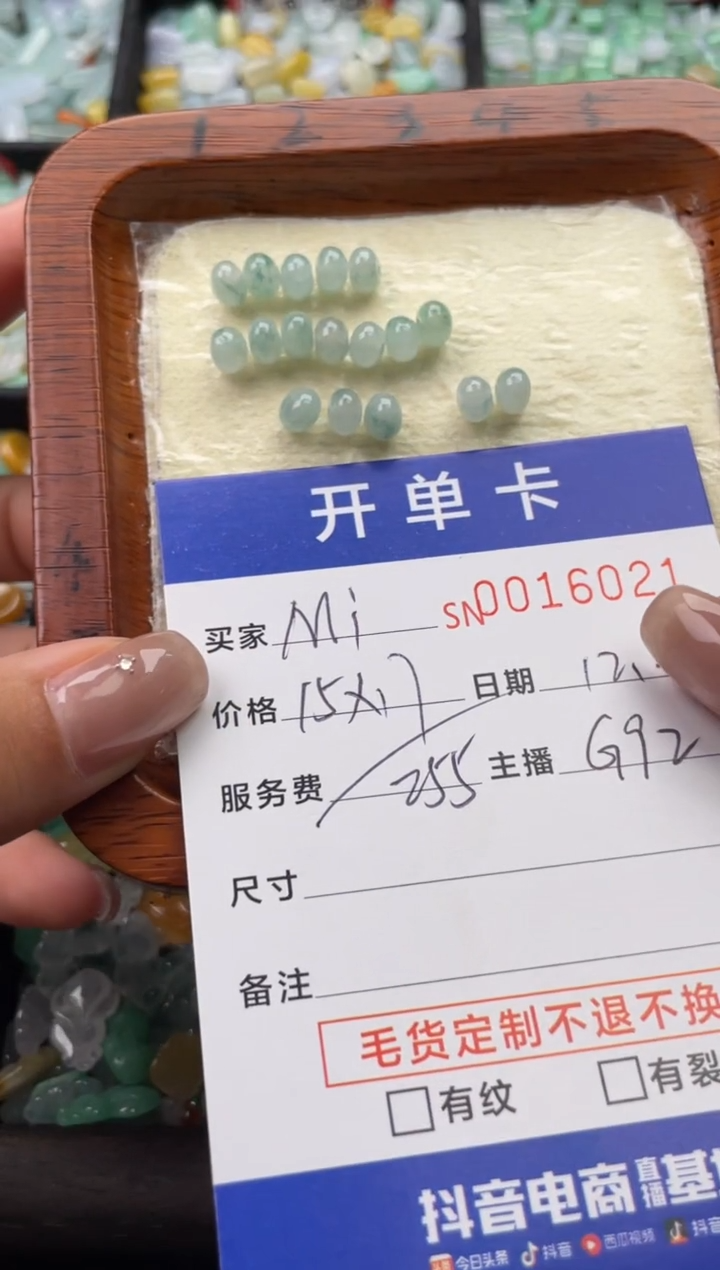 1 2 3 4 5
开单卡
买家 Mi SN0016021
价格 15X17 日期 12.
服务费 255 主播 G92
尺寸
备注
毛货定制不退不换
有纹 有裂
抖音电商直播基
今日头条 抖音 西瓜视频 抖音